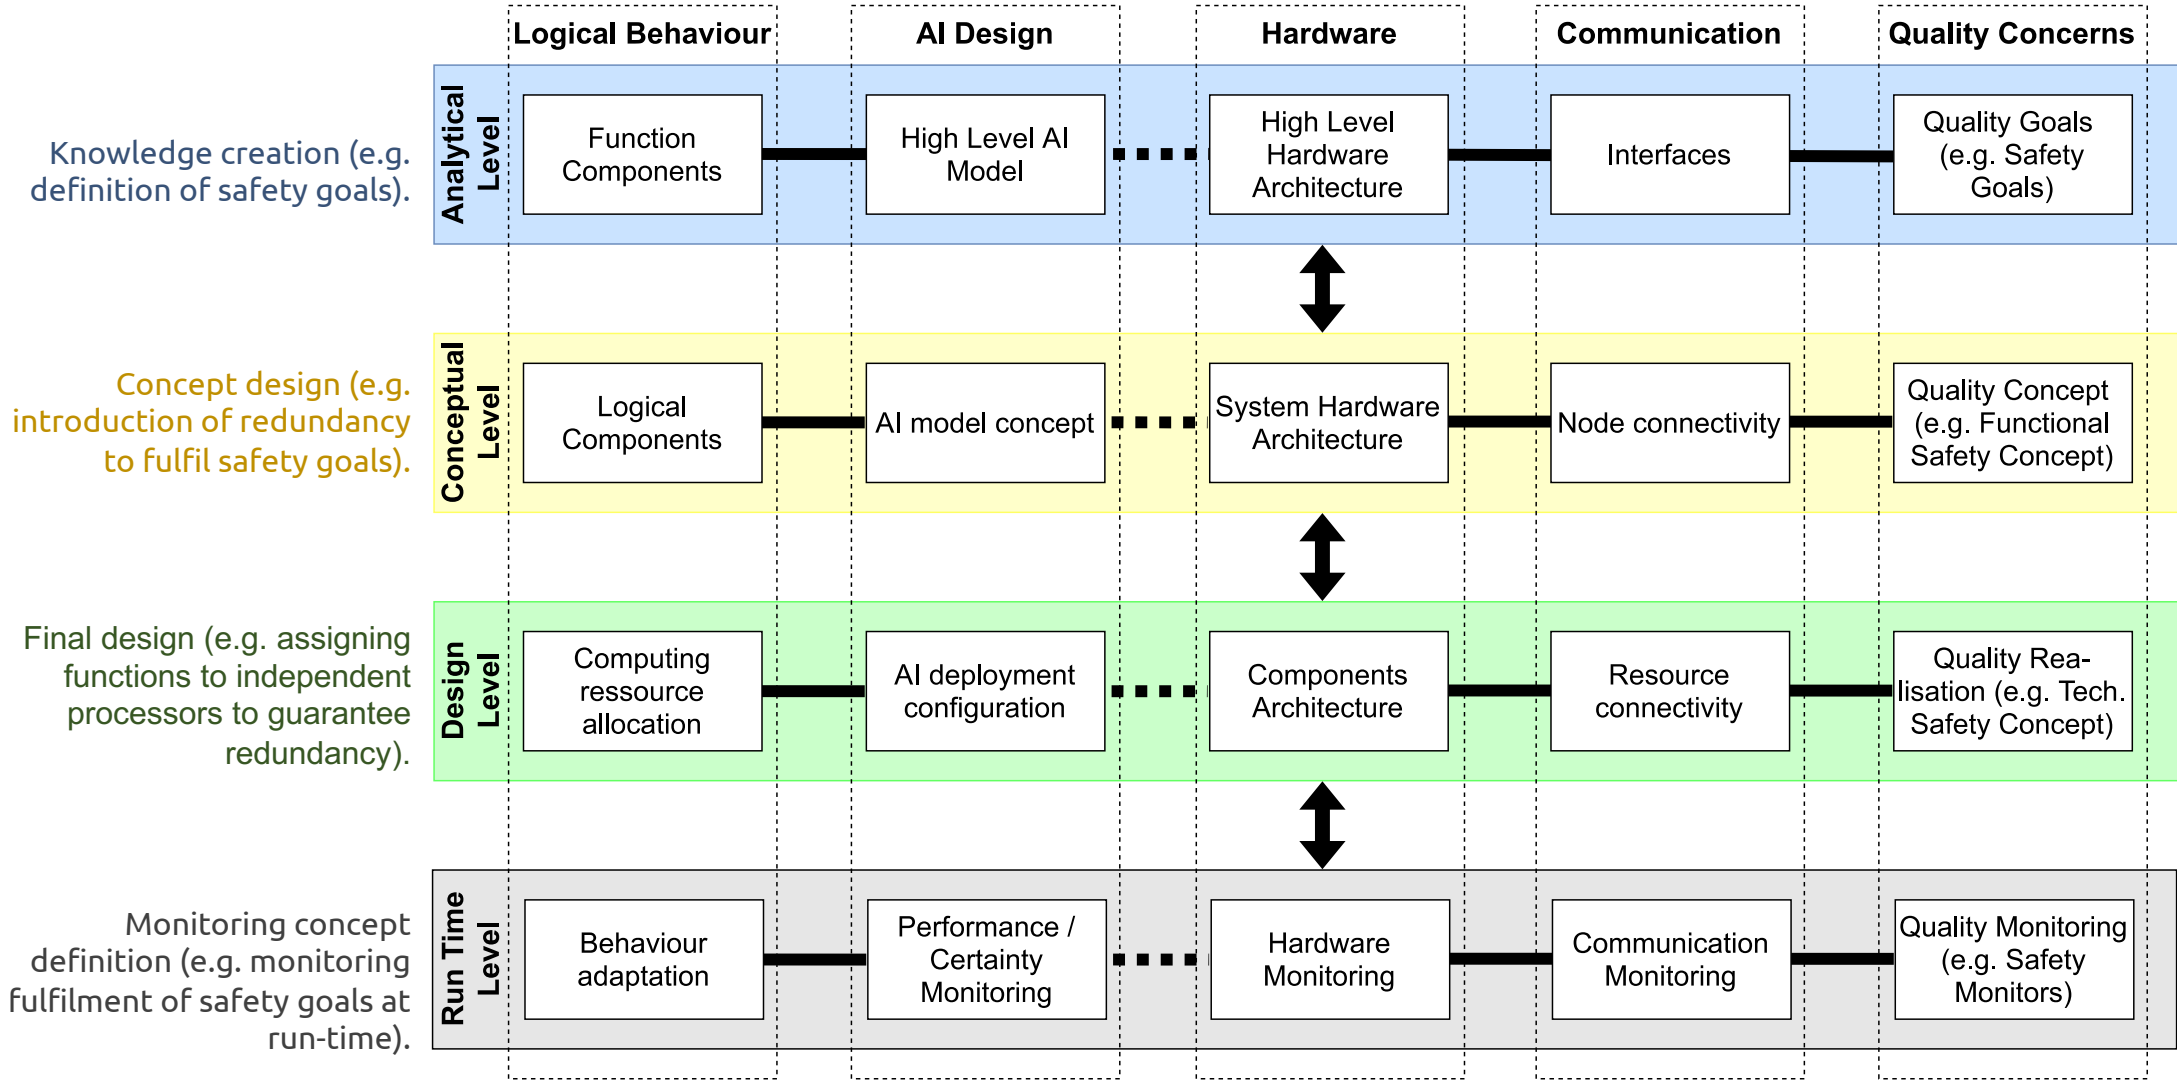 Logical Behaviour
AI Design
Hardware
Communication
Quality Concerns
Knowledge creation (e.g.
definition of safety goals).
Analytical
Level
Function
Components
High Level AI
Model
High Level
Hardware
Architecture
Interfaces
Quality Goals
(e.g. Safety
Goals)
Concept design (e.g.
introduction of redundancy
to fulfil safety goals).
Conceptual
Level
Logical
Components
AI model concept
System Hardware
Architecture
Node connectivity
Quality Concept
(e.g. Functional
Safety Concept)
Final design (e.g. assigning
functions to independent
processors to guarantee
redundancy).
Design
Level
Computing
ressource
allocation
AI deployment
configuration
Components
Architecture
Resource
connectivity
Quality Rea-
lisation (e.g. Tech.
Safety Concept)
Monitoring concept
definition (e.g. monitoring
fulfilment of safety goals at
run-time).
Run Time
Level
Behaviour
adaptation
Performance /
Certainty
Monitoring
Hardware
Monitoring
Communication
Monitoring
Quality Monitoring
(e.g. Safety
Monitors)